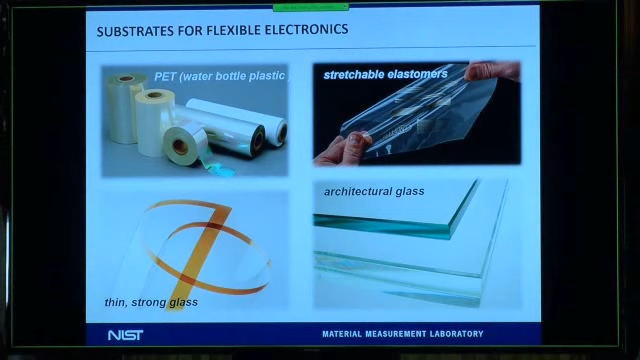 SUBSTRATES FOR FLEXIBLE ELECTRONICS
PET (water bottle plastic
stretchable elastomers
architectural glass
thin, strong glass
NIST
MATERIAL MEASUREMENT LABORATORY